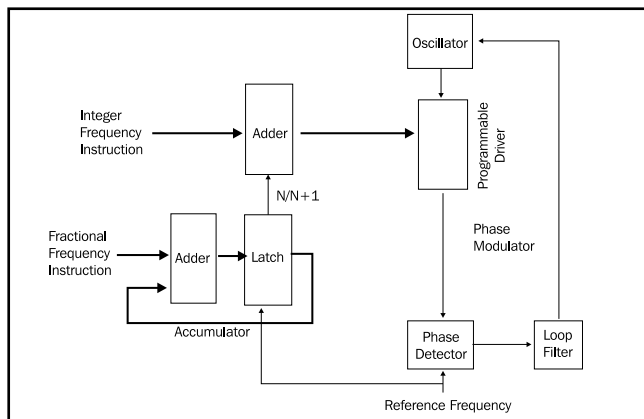 Oscillator
Integer
Frequency
Instruction
Adder
Programmable
Driver
N/N+1
Fractional
Frequency
Instruction
Adder
Latch
Phase
Modulator
Accumulator
Phase
Detector
Loop
Filter
Reference Frequency